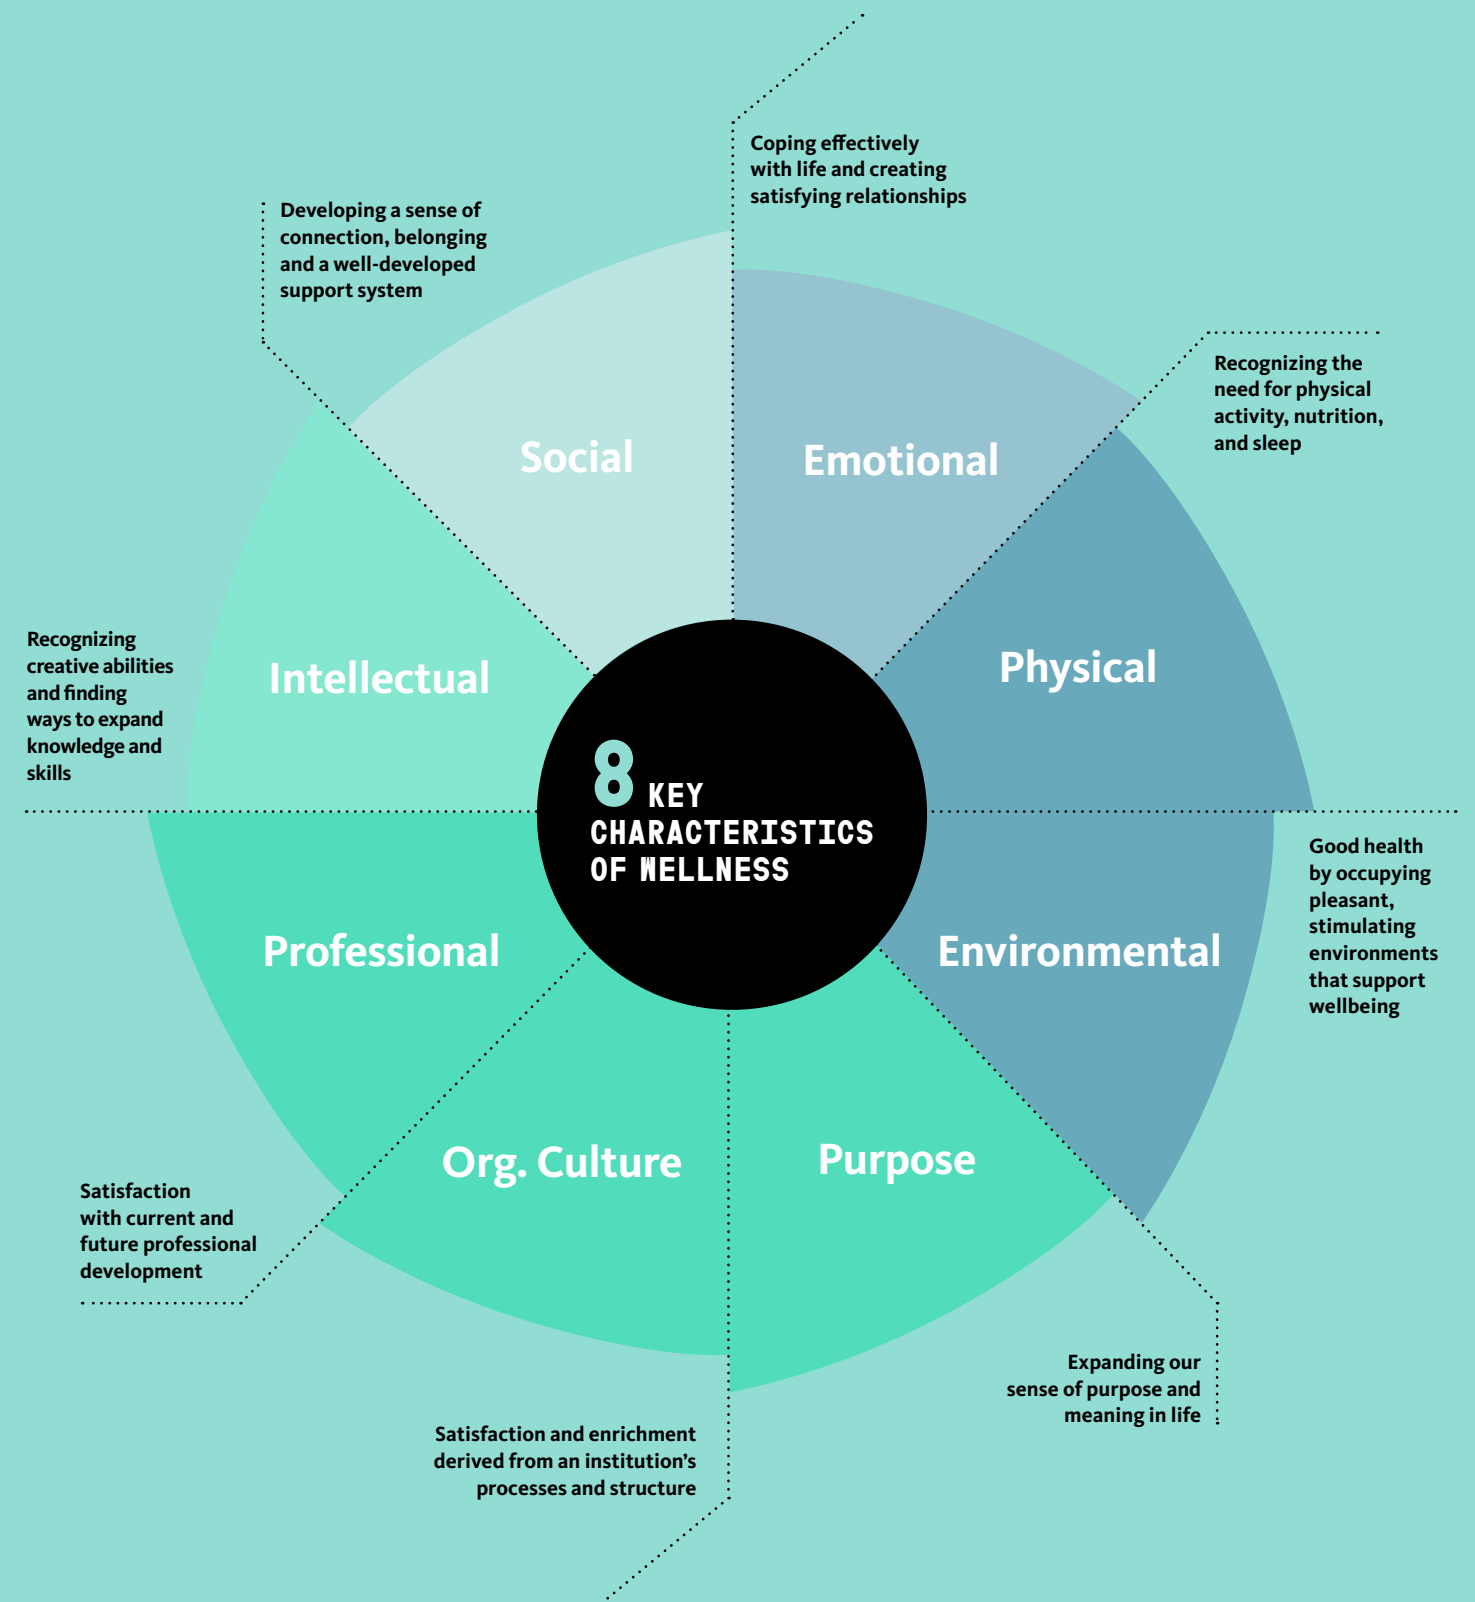 Coping effectively
with life and creating
satisfying relationships
Developing a sense of
connection, belonging
and a well-developed
support system
Recognizing the
need for physical
activity, nutrition,
and sleep
Social
Emotional
Recognizing
creative abilities
and finding
ways to expand
knowledge and
skills
Intellectual
Physical
8 KEY
CHARACTERISTICS
OF WELLNESS
Good health
by occupying
pleasant,
stimulating
environments
that support
wellbeing
Professional
Environmental
Org. Culture
Purpose
Satisfaction
with current and
future professional
development
Expanding our
sense of purpose and
meaning in life
Satisfaction and enrichment
derived from an institution’s
processes and structure